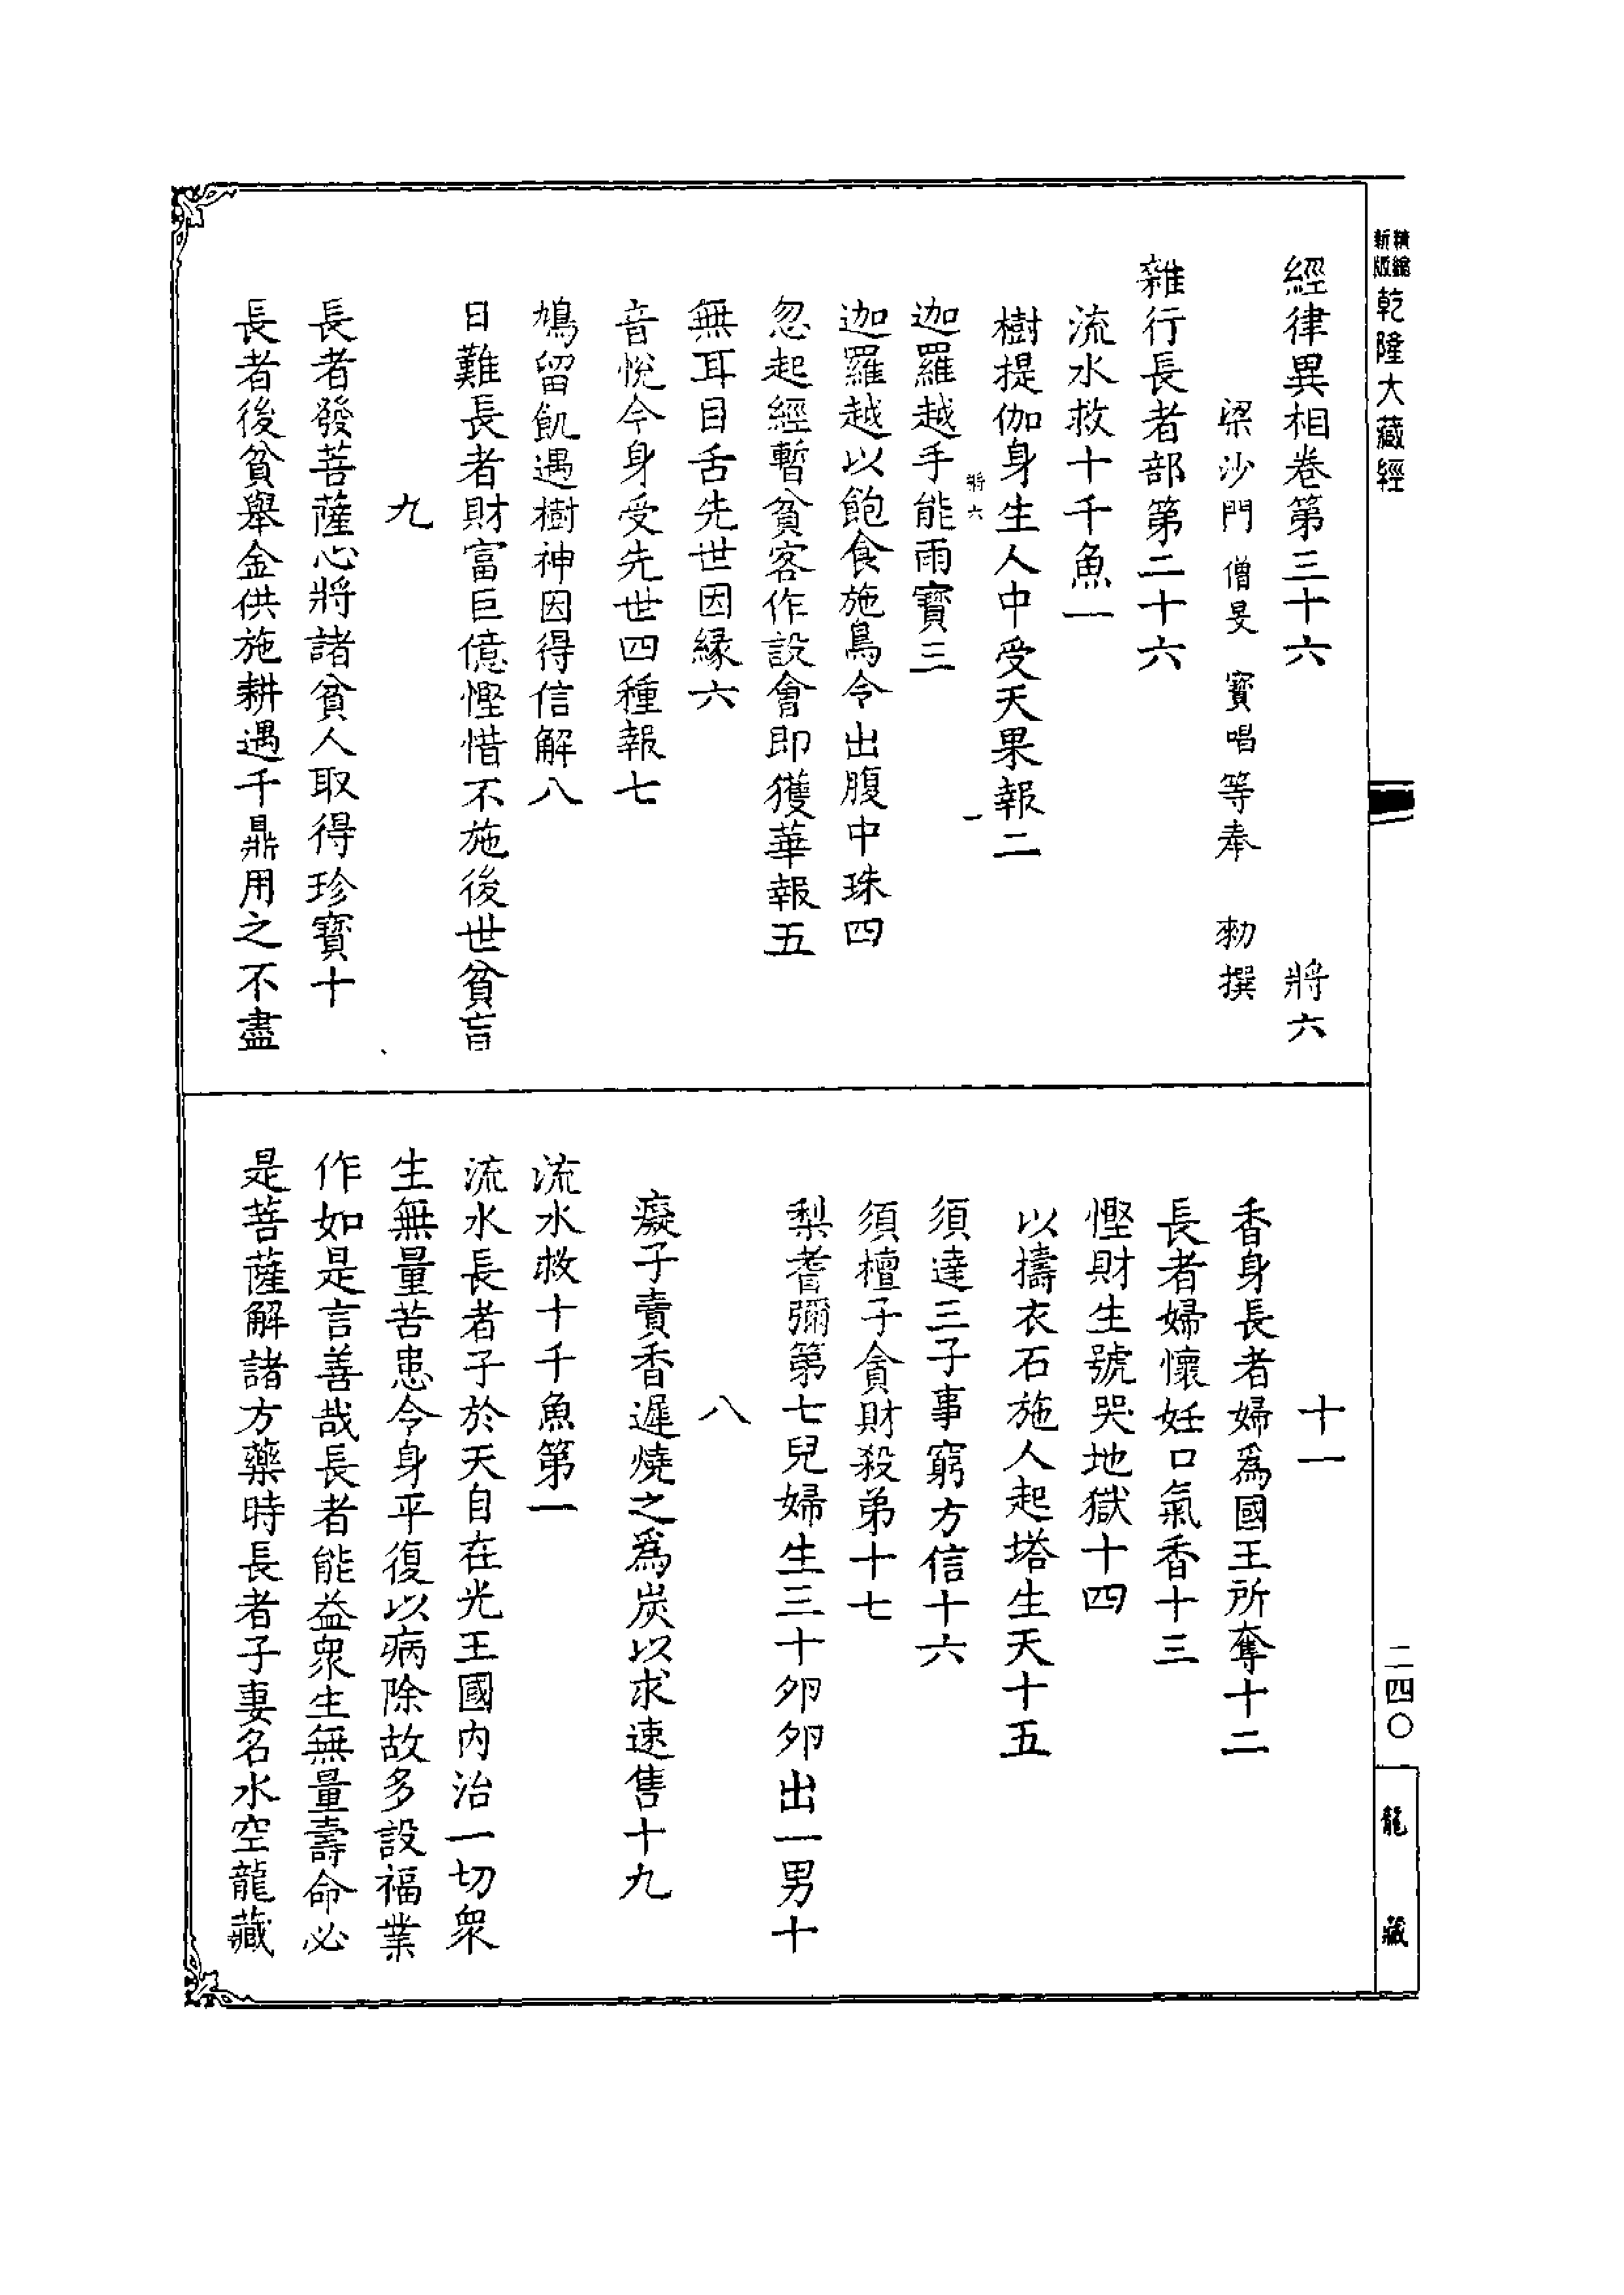 精縮
新版
乾隆大藏經
經律異相卷第三十六　將六
梁沙門僧旻寶唱等奉　勑撰
雜行長者部第二十六
流水救十千魚一
樹提伽身生人中受天果報二
將六　一
迦羅越手能雨寶三
迦羅越以飽食施鳥令出腹中珠四
忽起經暫貧客作設會即獲華報五
無耳目舌先世因緣六
音悅今身受先世四種報七
鳩留飢遇樹神因得信解八
日難長者財富巨億慳惜不施後世貧盲
九
長者發菩薩心將諸貧人取得珍寶十
長者後貧舉金供施耕遇千鼎用之不盡
十一
香身長者婦爲國王所奪十二
長者婦懷妊口氣香十三
慳財生號哭地獄十四
以擣衣石施人起塔生天十五
須達三子事窮方信十六
須檀子貪財殺弟十七
梨耆彌第七兒婦生三十卵卵出一男十
八
癡子賣香遲燒之爲炭以求速售十九
流水救十千魚第一
流水長者子於天自在光王國內治一切衆
生無量苦患令身平復以病除故多設福業
作如是言善哉長者能益衆生無量壽命必
是菩薩解諸方藥時長者子妻名水空龍藏
二四〇
龍藏